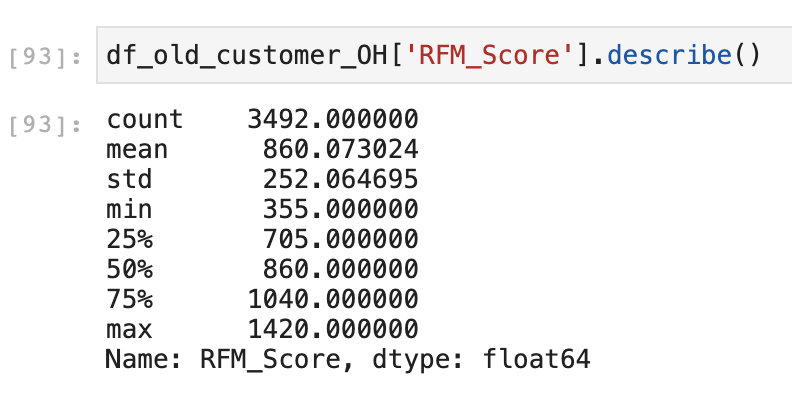 [93]: df_old_customer_OH['RFM_Score'].describe()
[93]: count    3492.000000
mean      860.073024
std       252.064695
min       355.000000
25%       705.000000
50%       860.000000
75%      1040.000000
max      1420.000000
Name: RFM_Score, dtype: float64